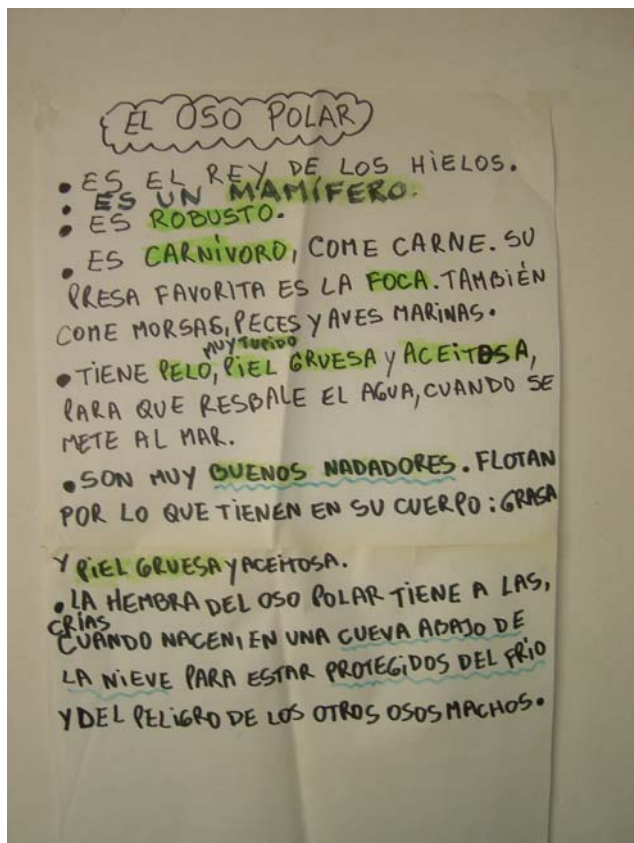 EL OSO POLAR
• ES EL REY DE LOS HIELOS.
• ES UN MAMÍFERO.
• ES ROBUSTO.
• ES CARNÍVORO, COME CARNE. SU
PRESA FAVORITA ES LA FOCA. TAMBIÉN
COME MORSAS, PECES Y AVES MARINAS.
MUY TUPIDO
• TIENE PELO, PIEL GRUESA Y ACEITOSA,
PARA QUE RESBALE EL AGUA, CUANDO SE
METE AL MAR.
• SON MUY BUENOS NADADORES. FLOTAN
POR LO QUE TIENEN EN SU CUERPO: GRASA
Y PIEL GRUESA Y ACEITOSA.
• LA HEMBRA DEL OSO POLAR TIENE A LAS,
CRÍAS
CUANDO NACEN, EN UNA CUEVA ABAJO DE
LA NIEVE PARA ESTAR PROTEGIDOS DEL FRIO
Y DEL PELIGRO DE LOS OTROS OSOS MACHOS.